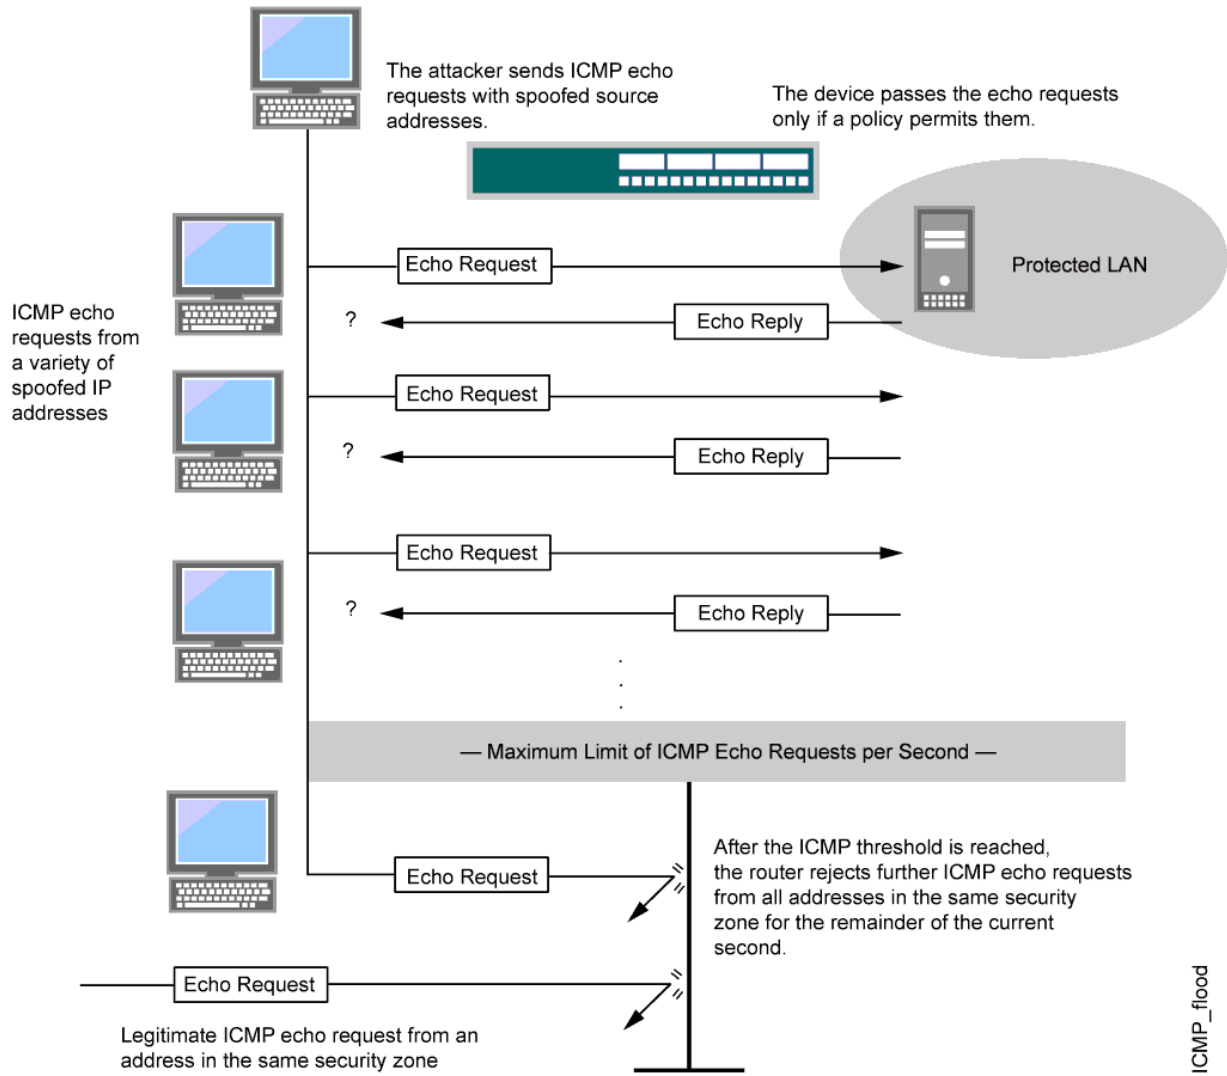 The attacker sends ICMP echo
requests with spoofed source
addresses.
The device passes the echo requests
only if a policy permits them.
Echo Request
Protected LAN
ICMP echo
requests from
a variety of
spoofed IP
addresses
?
Echo Reply
Echo Request
?
Echo Reply
Echo Request
?
Echo Reply
.
.
.
— Maximum Limit of ICMP Echo Requests per Second —
Echo Request
After the ICMP threshold is reached,
the router rejects further ICMP echo requests
from all addresses in the same security
zone for the remainder of the current
second.
Echo Request
Legitimate ICMP echo request from an
address in the same security zone
ICMP_flood